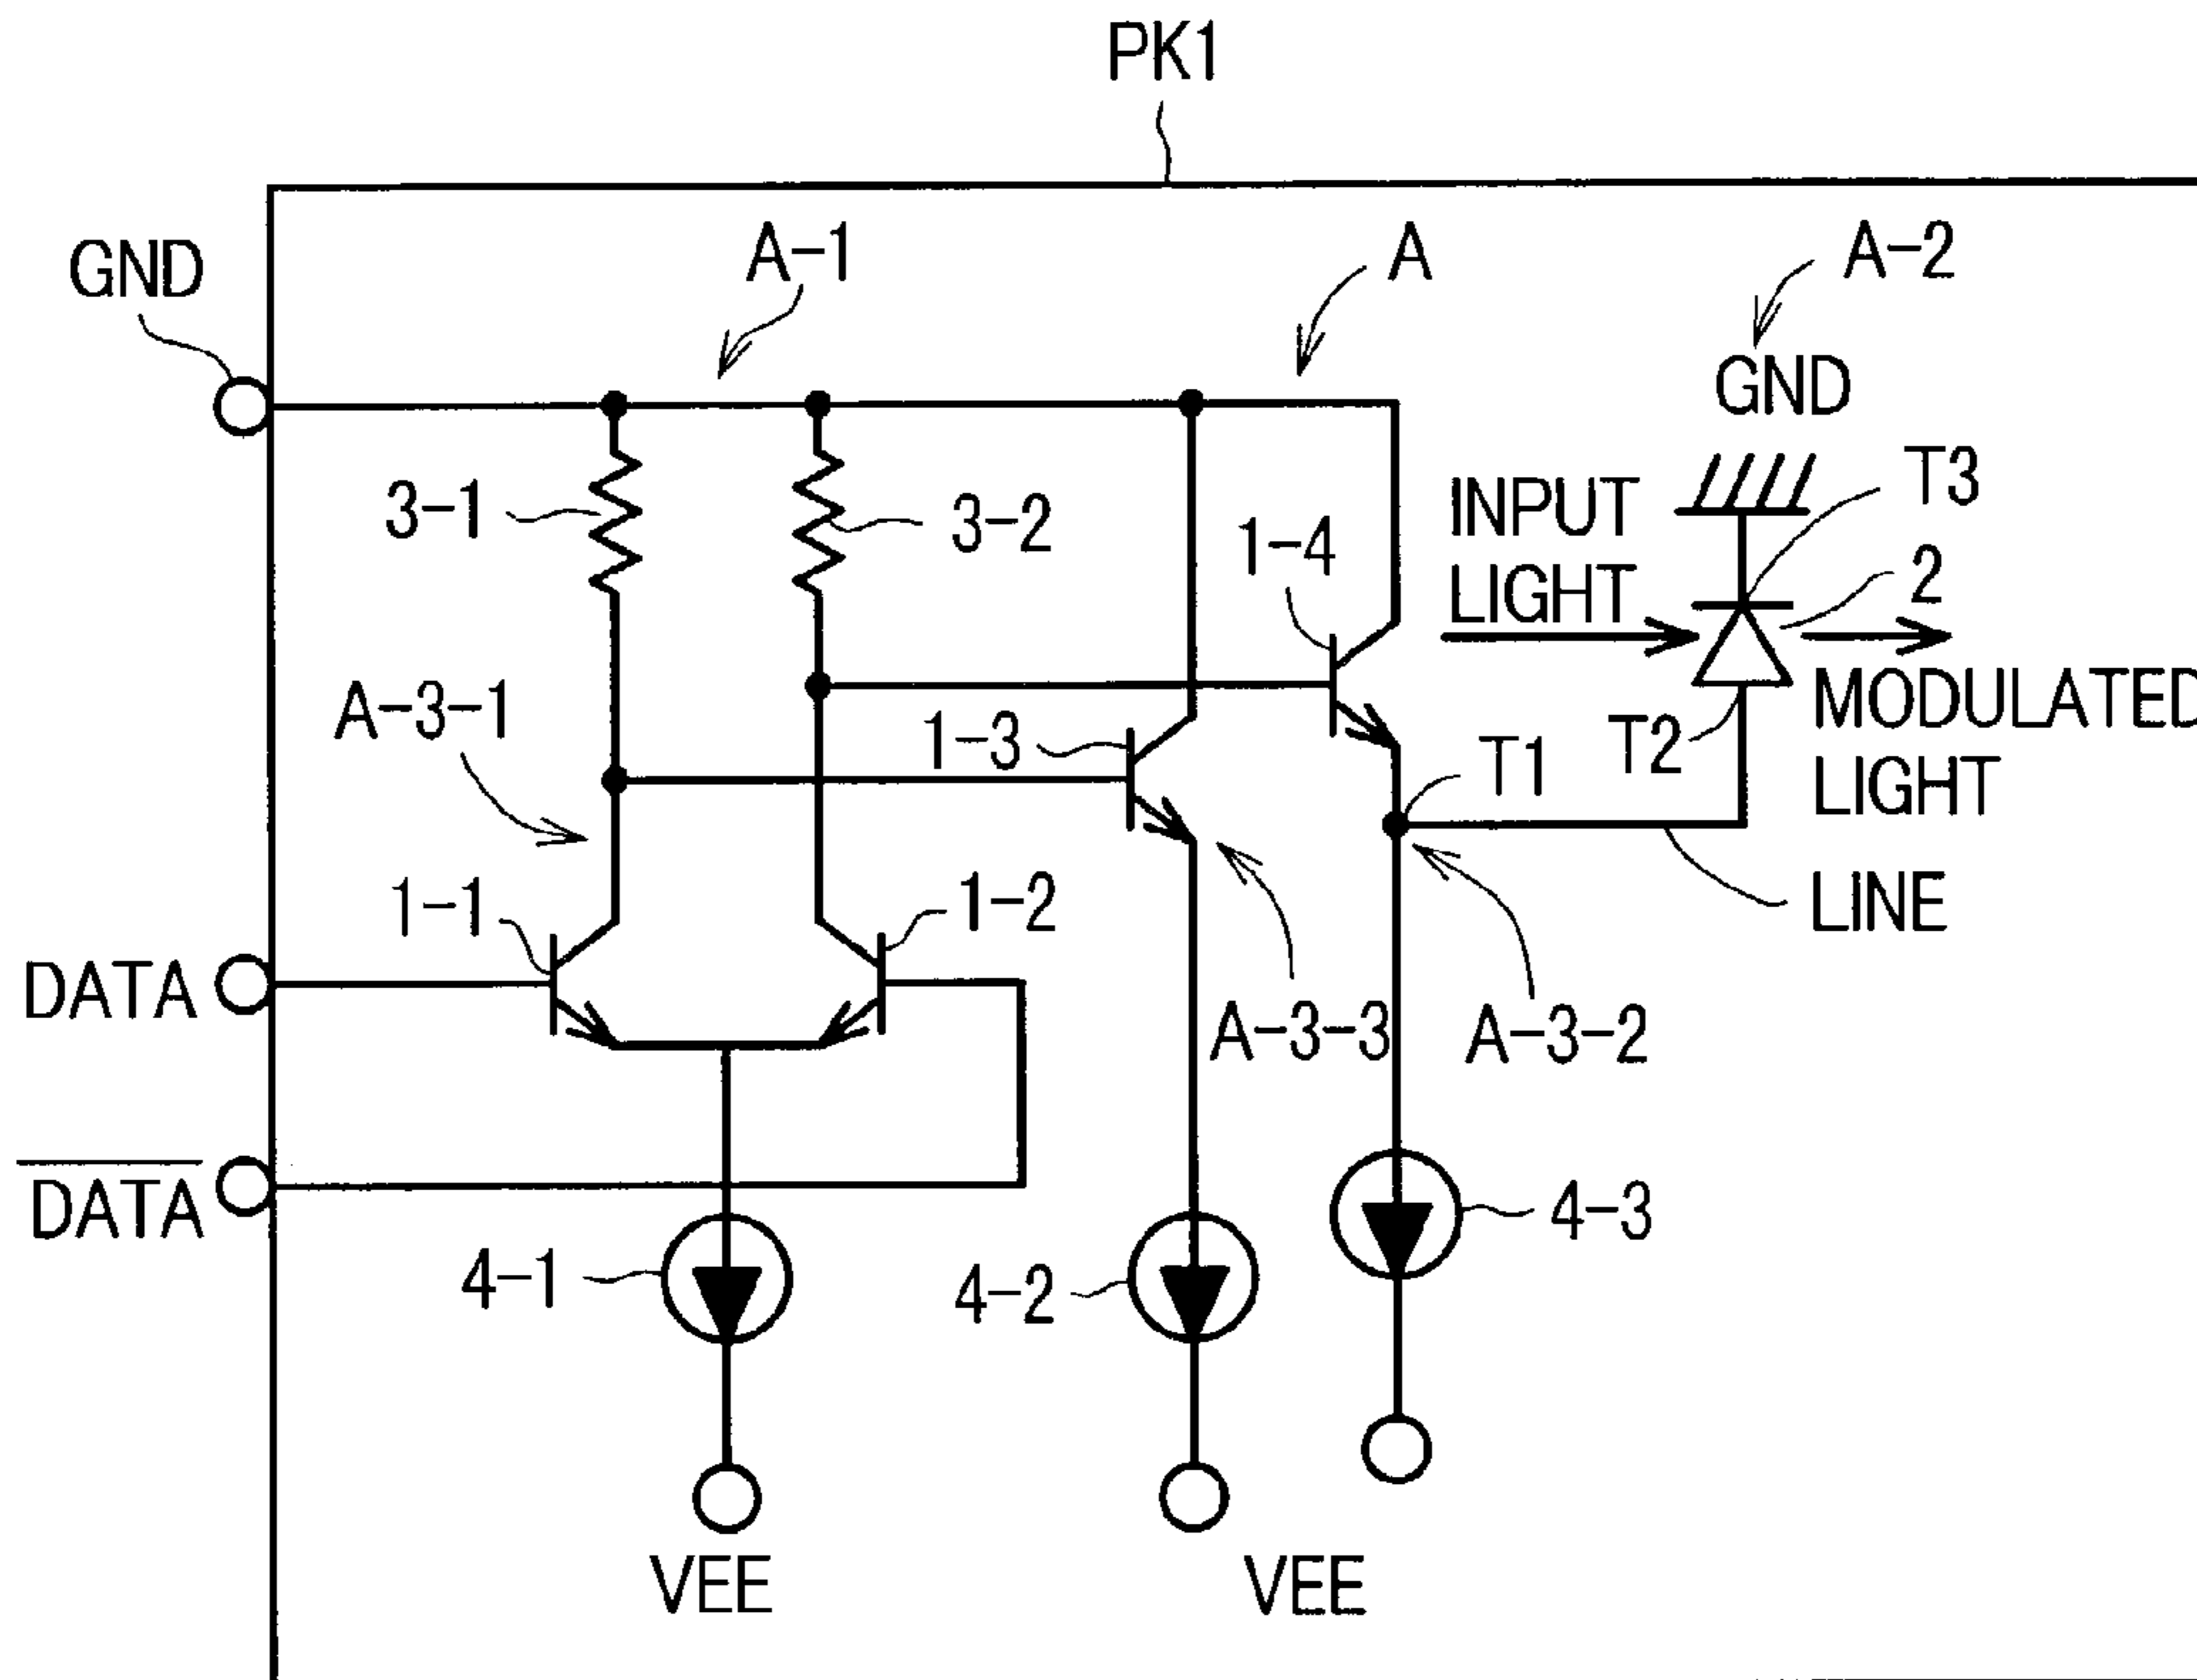 PK1
A-1
A
A-2
GND
GND
3-1
3-2
1-4
INPUT
LIGHT
T3
2
A-3-1
1-3
T1
T2
MODULATED
LIGHT
1-1
1-2
LINE
DATA
A-3-3
A-3-2
D̅A̅T̅A̅
4-1
4-2
4-3
VEE
VEE